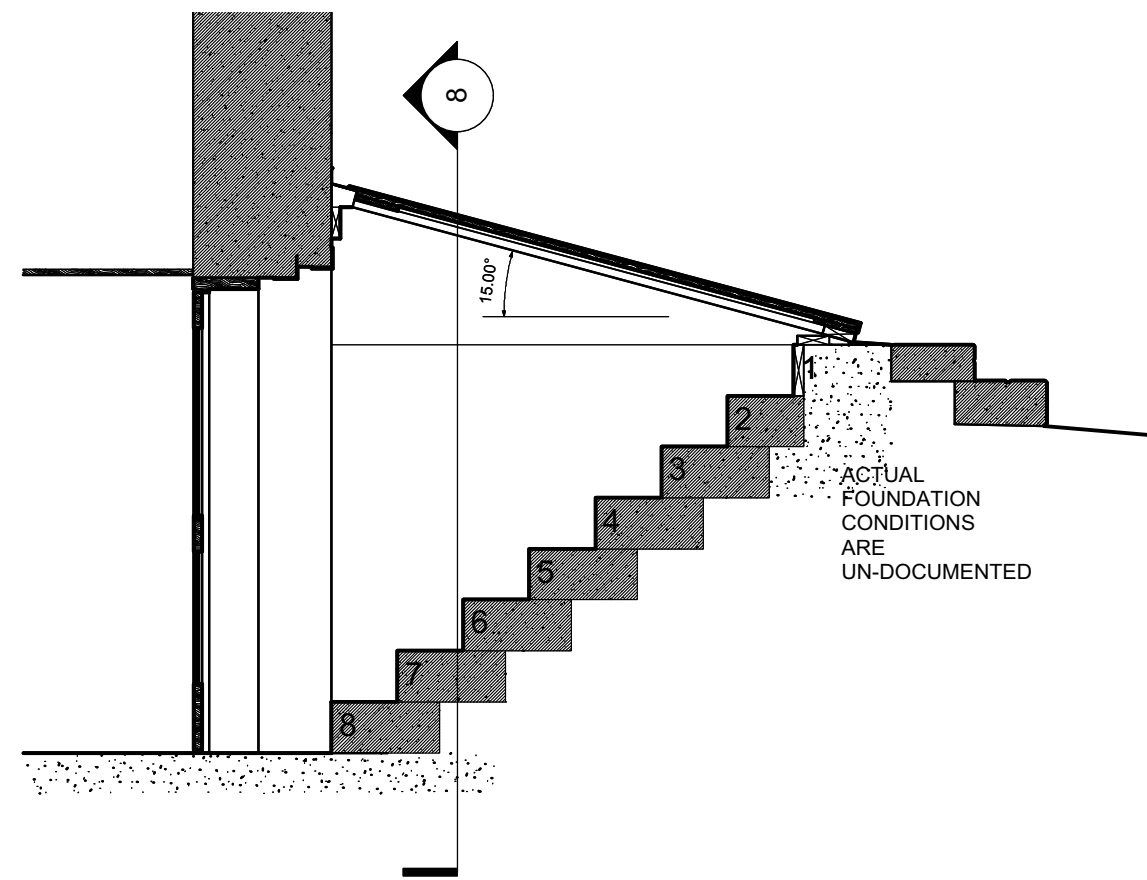 8
15.00°
1
2
3
4
5
6
7
8
ACTUAL
FOUNDATION
CONDITIONS
ARE
UN-DOCUMENTED